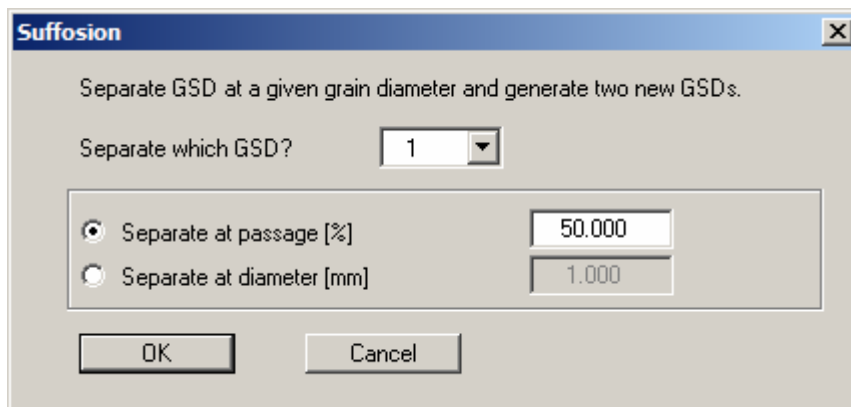 Suffosion
Separate GSD at a given grain diameter and generate two new GSDs.
Separate which GSD? 1
Separate at passage [%] 50.000
Separate at diameter [mm] 1.000
OK Cancel